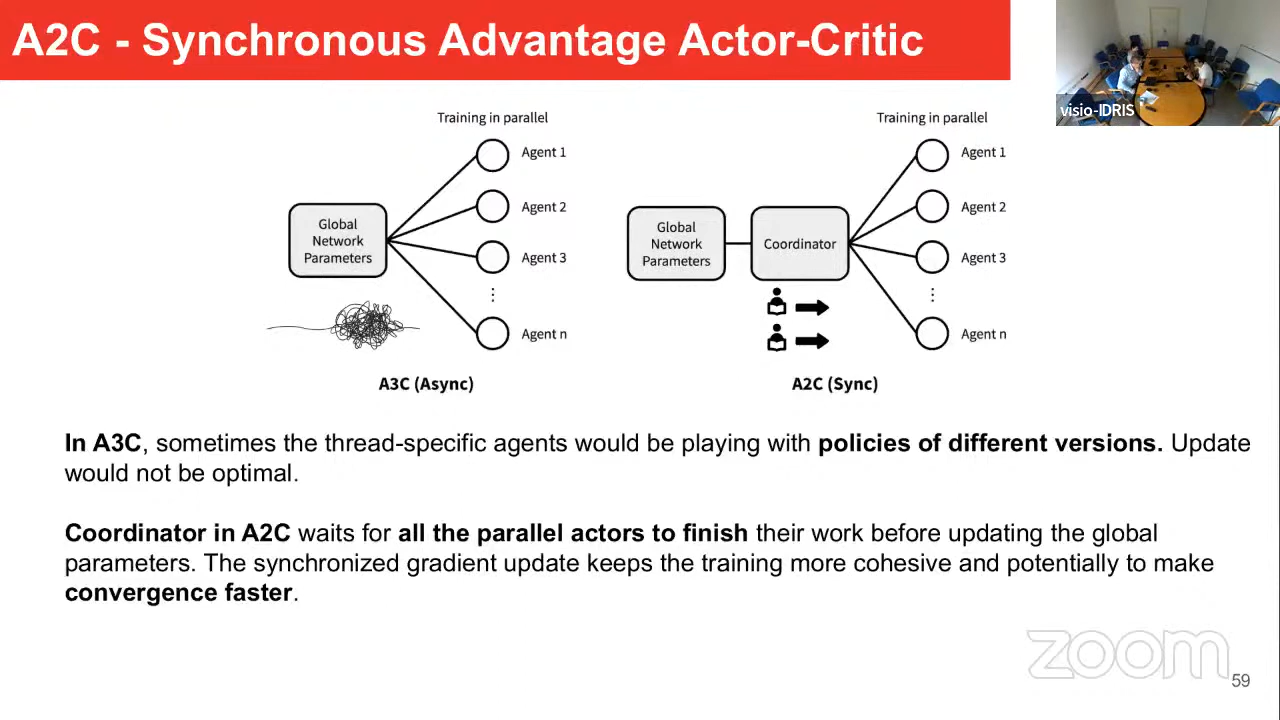 A2C - Synchronous Advantage Actor-Critic
visio-IDRIS
Training in parallel
Agent 1
Agent 2
Agent 3
Agent n
Global
Network
Parameters
A3C (Async)
Training in parallel
Agent 1
Agent 2
Agent 3
Agent n
Global
Network
Parameters
Coordinator
A2C (Sync)
In A3C, sometimes the thread-specific agents would be playing with policies of different versions. Update
would not be optimal.
Coordinator in A2C waits for all the parallel actors to finish their work before updating the global
parameters. The synchronized gradient update keeps the training more cohesive and potentially to make
convergence faster.
zoom
59